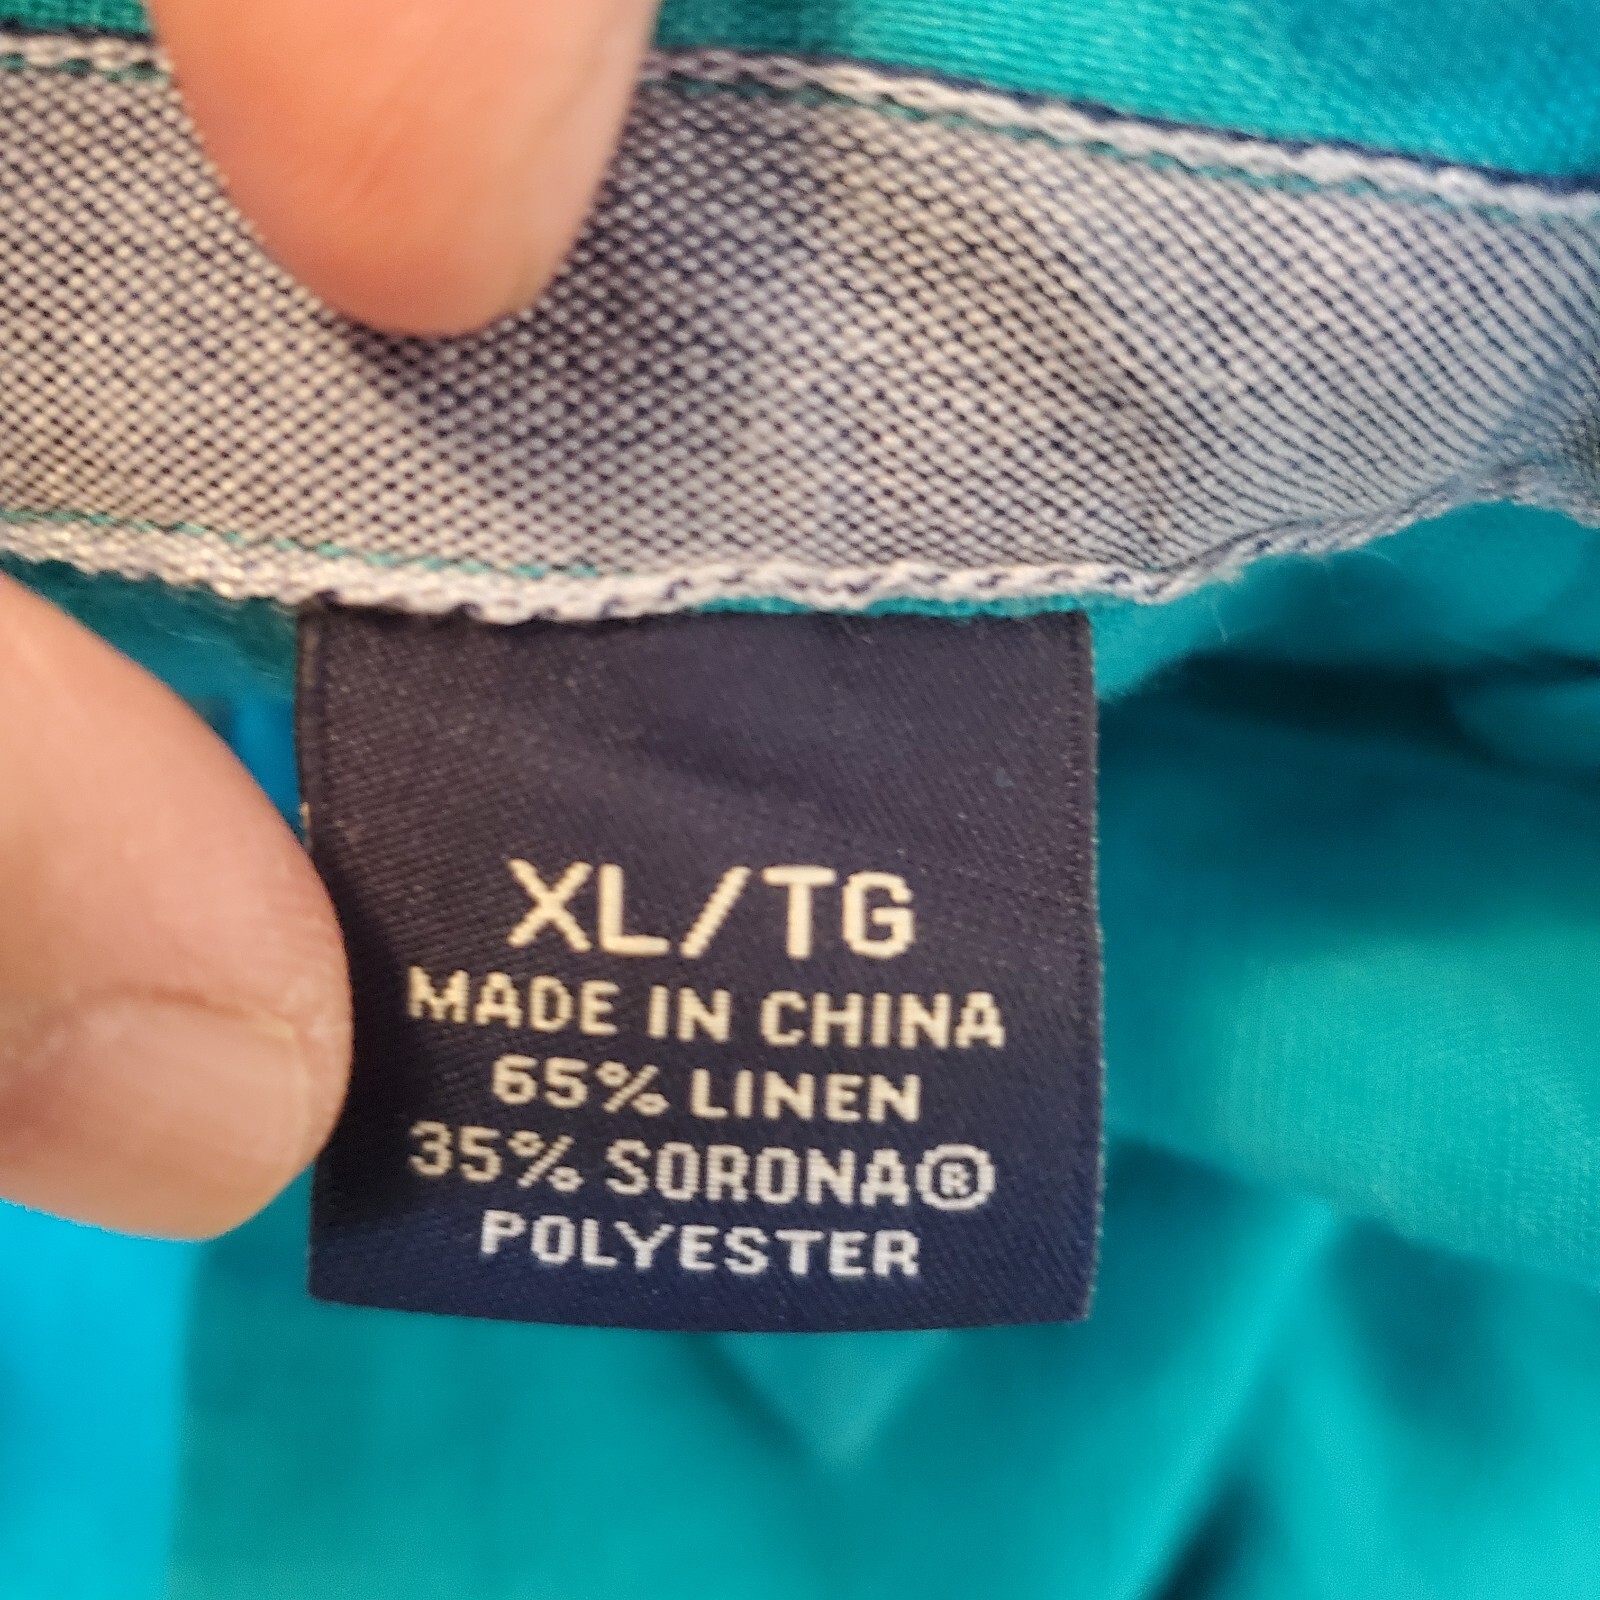 XL/TG
MADE IN CHINA
65% LINEN
35% SORONA®
POLYESTER